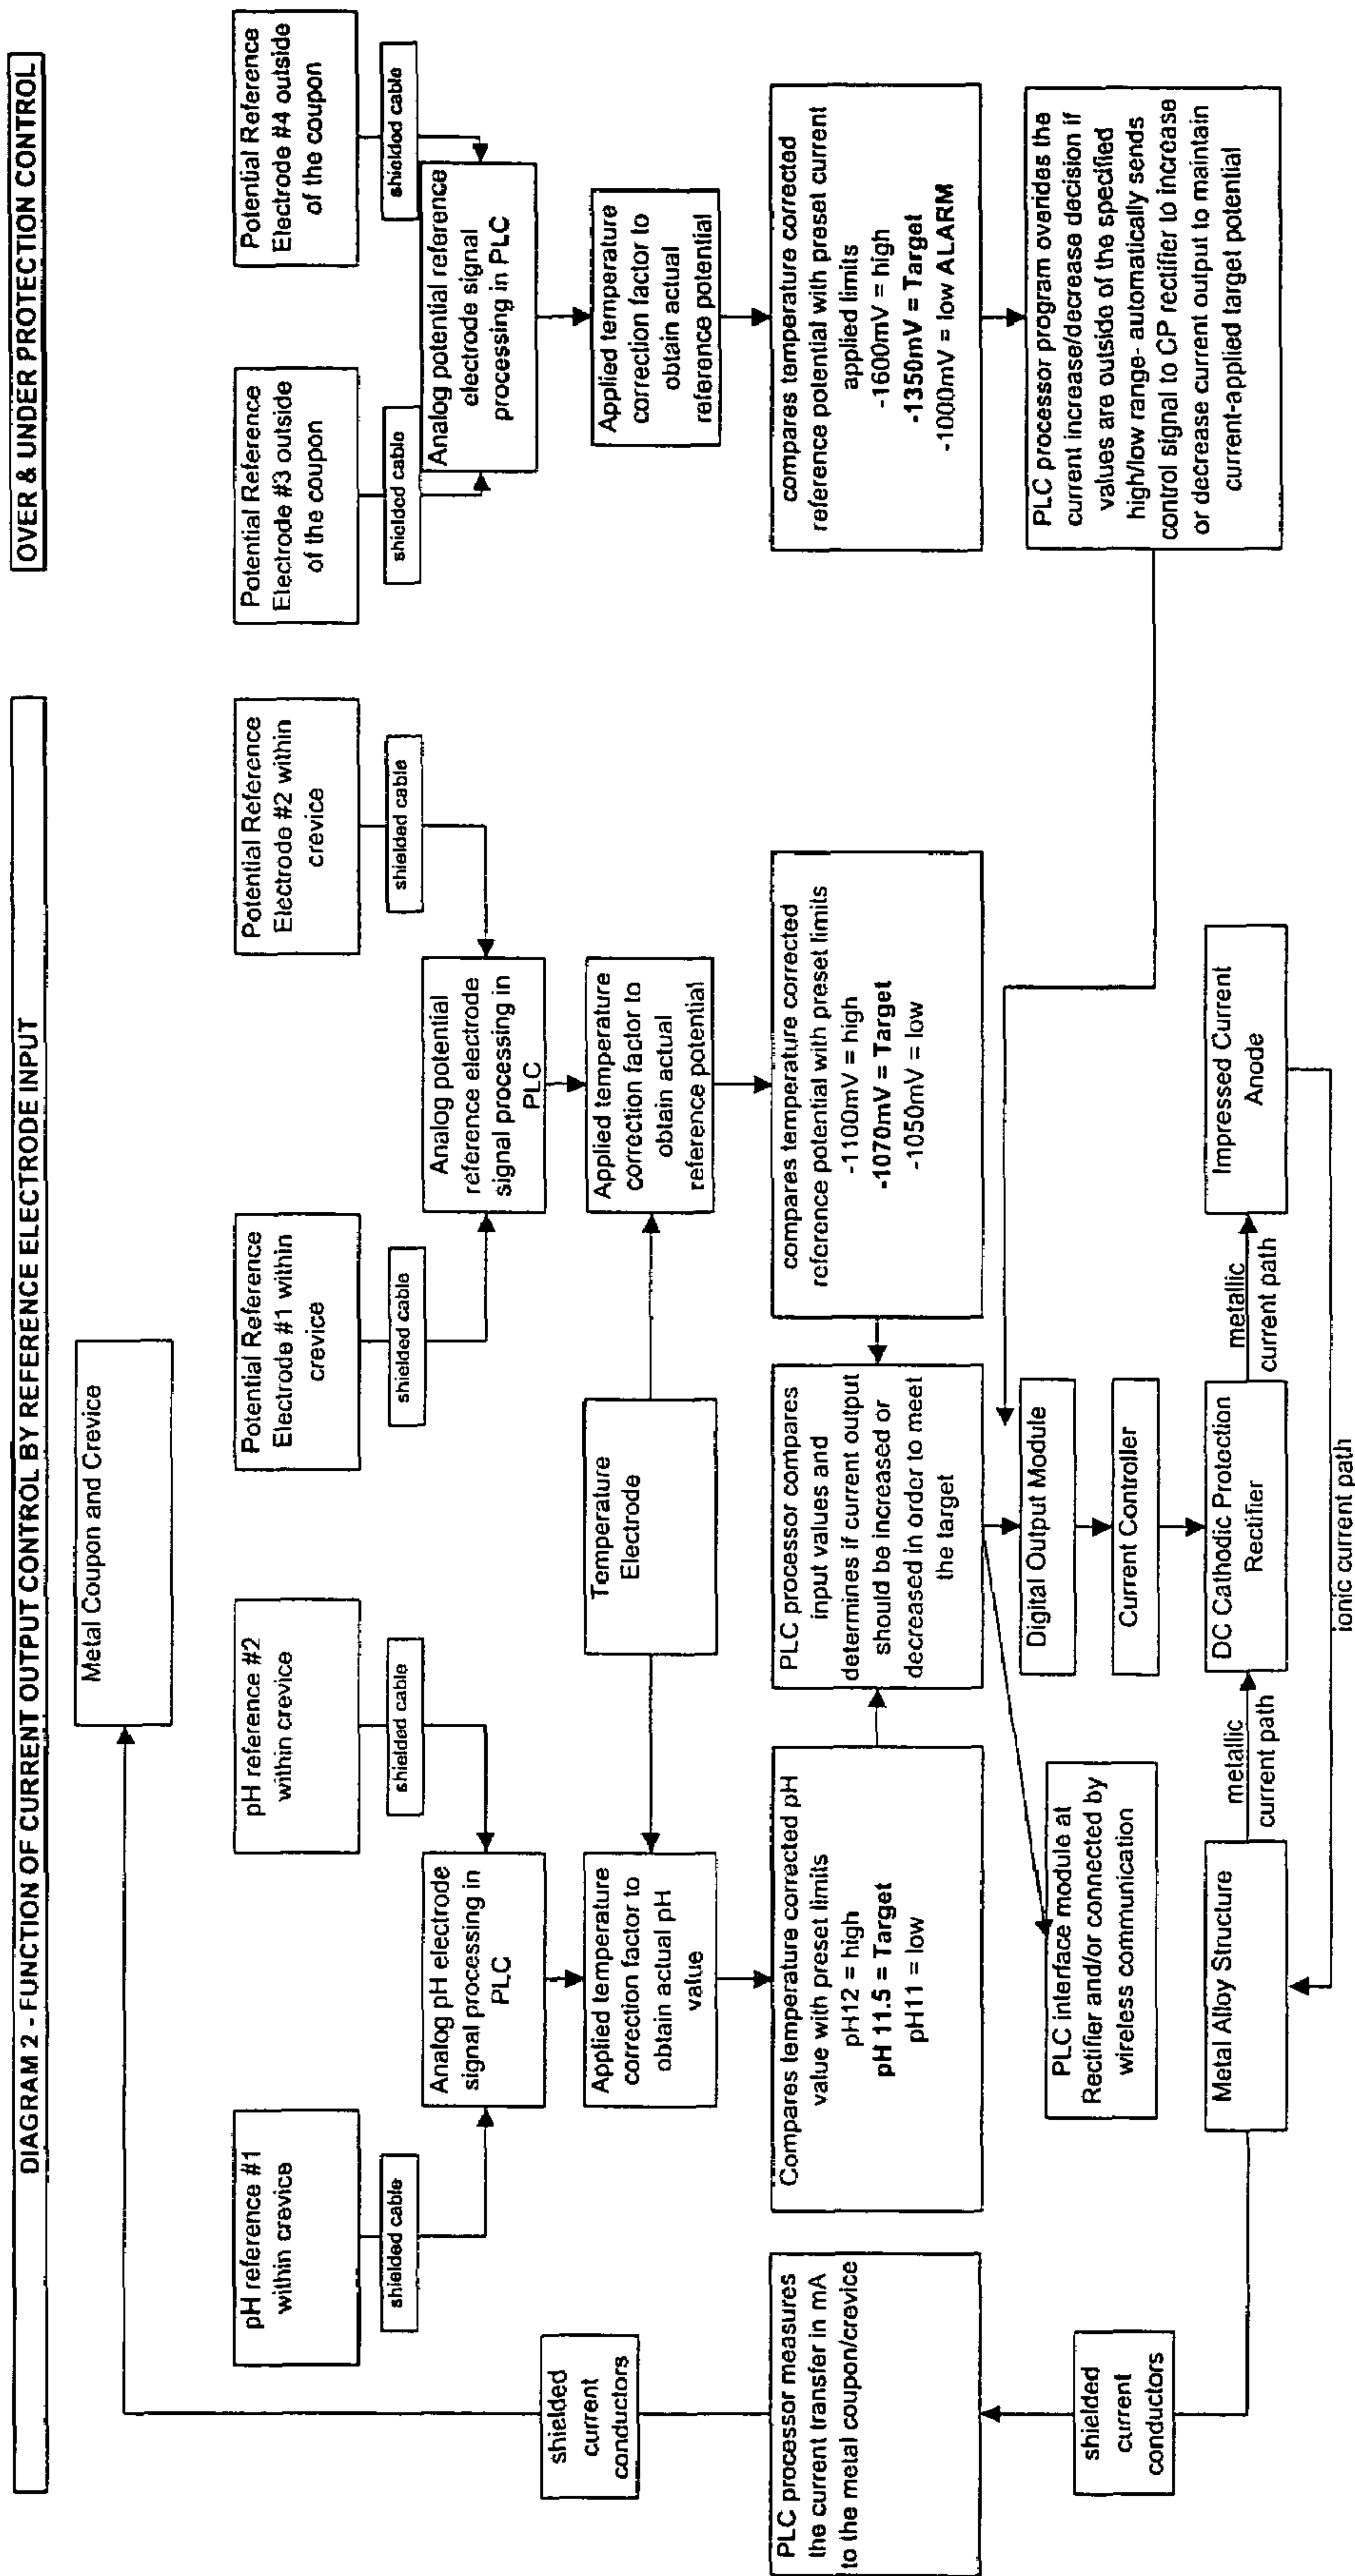 DIAGRAM 2 - FUNCTION OF CURRENT OUTPUT CONTROL BY REFERENCE ELECTRODE INPUT
OVER & UNDER PROTECTION CONTROL
Metal Coupon and Crevice
pH reference #1
within crevice
pH reference #2
within crevice
Potential Reference
Electrode #1 within
crevice
Potential Reference
Electrode #2 within
crevice
Potential Reference
Electrode #3 outside
of the coupon
Potential Reference
Electrode #4 outside
of the coupon
shielded cable
shielded cable
shielded cable
shielded cable
shielded cable
shielded cable
Analog pH electrode
signal processing in
PLC
Analog potential
reference electrode
signal processing in
PLC
Analog potential reference
electrode signal
processing in PLC
shielded
current
conductors
Applied temperature
correction factor to
obtain actual pH
value
Temperature
Electrode
Applied temperature
correction factor to
obtain actual
reference potential
Applied temperature
correction factor to
obtain actual
reference potential
PLC processor measures
the current transfer in mA
to the metal coupon/crevice
Compares temperature corrected pH
value with preset limits
pH12 = high
pH 11.5 = Target
pH11 = low
PLC processor compares
input values and
determines if current output
should be increased or
decreased in order to meet
the target
compares temperature corrected
reference potential with preset limits
-1100mV = high
-1070mV = Target
-1050mV = low
compares temperature corrected
reference potential with preset current
applied limits
-1600mV = high
-1350mV = Target
-1000mV = low ALARM
PLC processor program overides the
current increase/decrease decision if
values are outside of the specified
high/low range- automatically sends
control signal to CP rectifier to increase
or decrease current output to maintain
current-applied target potential
shielded
current
conductors
PLC interface module at
Rectifier and/or connected by
wireless communication
Digital Output Module
Current Controller
Metal Alloy Structure
metallic
current path
DC Cathodic Protection
Rectifier
metallic
current path
Impressed Current
Anode
ionic current path